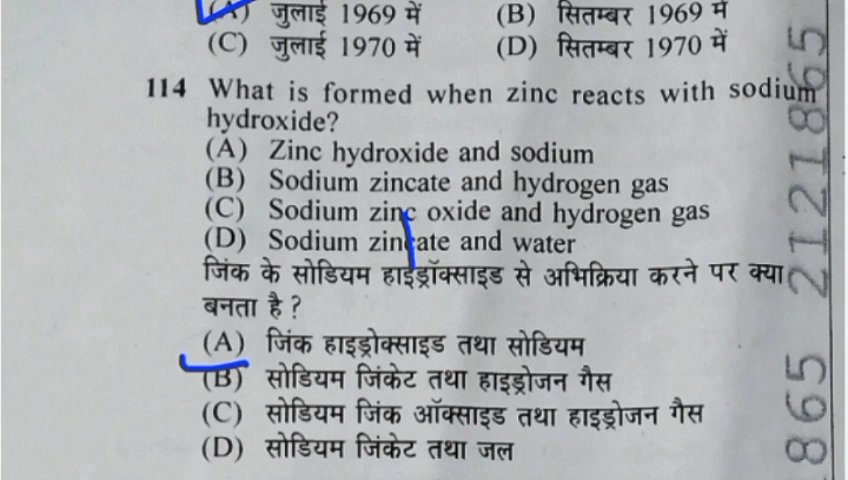 (A) जुलाई 1969 में (B) सितम्बर 1969 में
(C) जुलाई 1970 में (D) सितम्बर 1970 में
114 What is formed when zinc reacts with sodium
hydroxide?
(A) Zinc hydroxide and sodium
(B) Sodium zincate and hydrogen gas
(C) Sodium zinc oxide and hydrogen gas
(D) Sodium zincate and water
जिंक के सोडियम हाइड्रॉक्साइड से अभिक्रिया करने पर क्या
बनता है ?
(A) जिंक हाइड्रोक्साइड तथा सोडियम
(B) सोडियम जिंकेट तथा हाइड्रोजन गैस
(C) सोडियम जिंक ऑक्साइड तथा हाइड्रोजन गैस
(D) सोडियम जिंकेट तथा जल
2121865
865